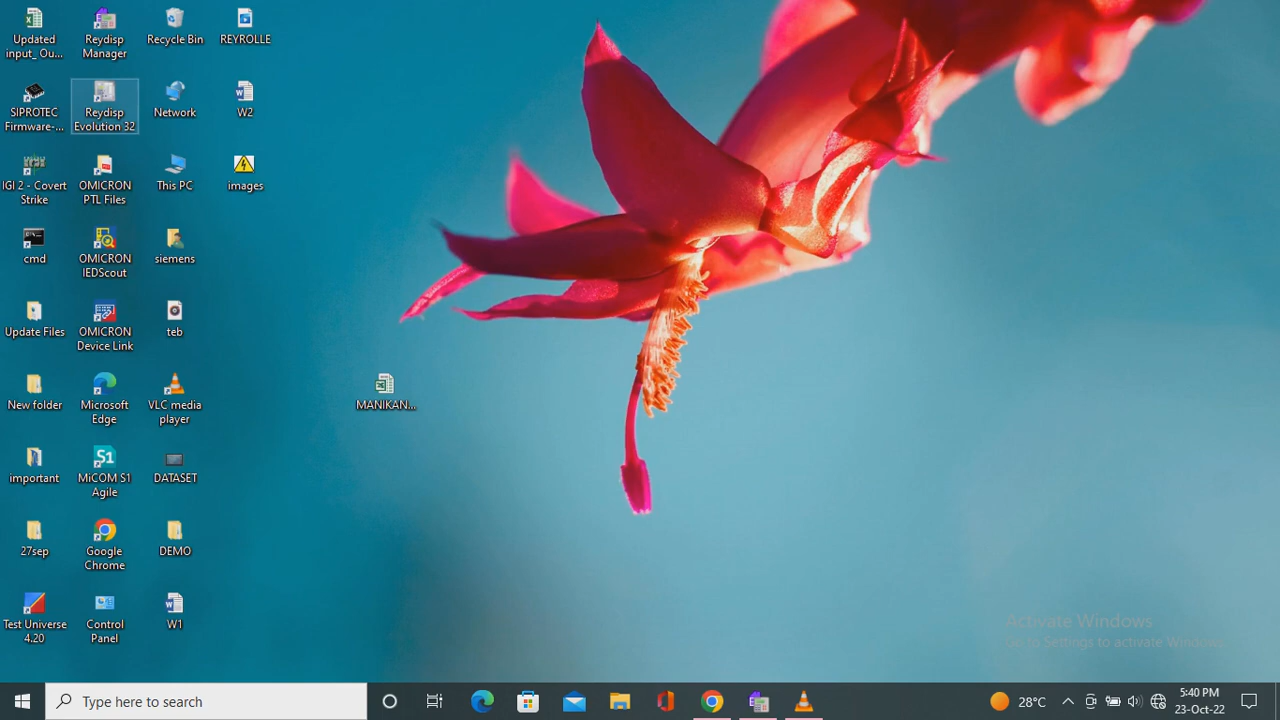 Updated
input_ Ou...
Reydisp
Manager
Recycle Bin
REYROLLE
SIPROTEC
Firmware-...
Reydisp
Evolution 32
Network
W2
IGI 2 - Covert
Strike
OMICRON
PTL Files
This PC
images
cmd
OMICRON
IEDScout
siemens
Update Files
OMICRON
Device Link
teb
New folder
Microsoft
Edge
VLC media
player
MANIKAN...
important
S1
MiCOM S1
Agile
DATASET
27sep
Google
Chrome
DEMO
Test Universe
4.20
Control
Panel
W1
Activate Windows
Go to Settings to activate Windows.
Type here to search
28°C
5:40 PM
23-Oct-22